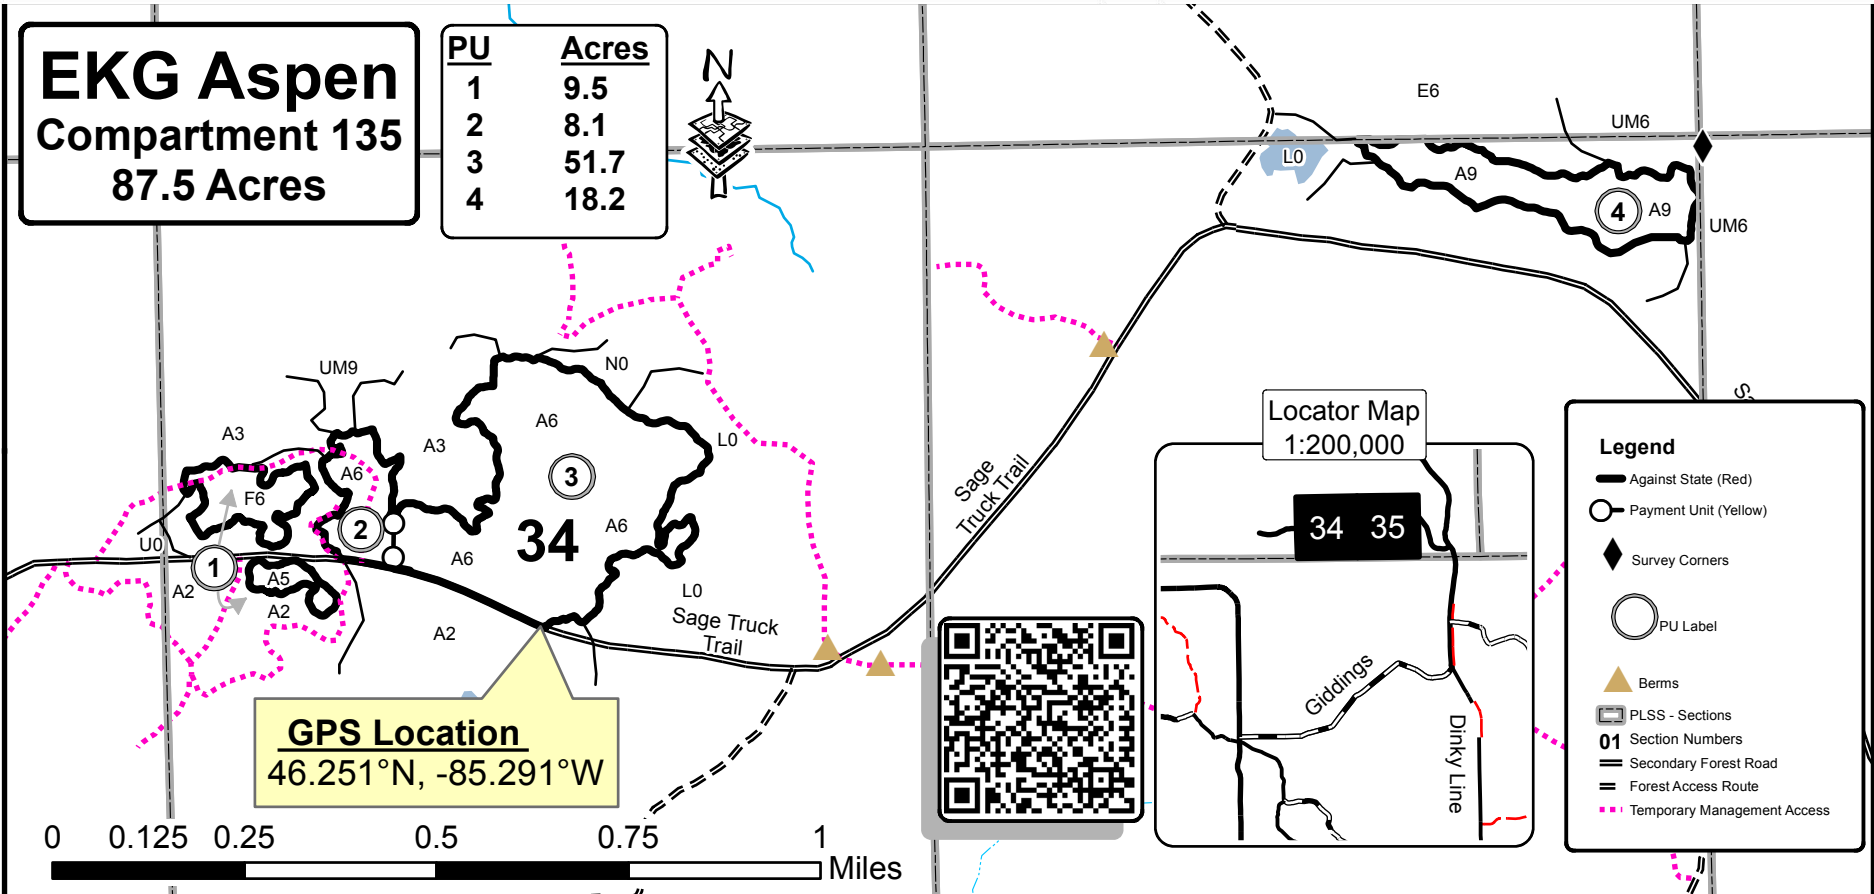 EKG Aspen
Compartment 135
87.5 Acres
PU Acres
1 9.5
2 8.1
3 51.7
4 18.2
N
E6
UM6
L0
A9
4
A9
UM6
UM9
N0
A6
A3
A3
L0
A6
3
F6
A6
2
34
U0
A6
1
A5
A2
A2
L0
A2
Sage Truck
Trail
Sage
Truck Trail
GPS Location
46.251°N, -85.291°W
0 0.125 0.25 0.5 0.75 1
Miles
Locator Map
1:200,000
34 35
Giddings
Dinky Line
Legend
Against State (Red)
Payment Unit (Yellow)
Survey Corners
PU Label
Berms
PLSS - Sections
01 Section Numbers
Secondary Forest Road
Forest Access Route
Temporary Management Access